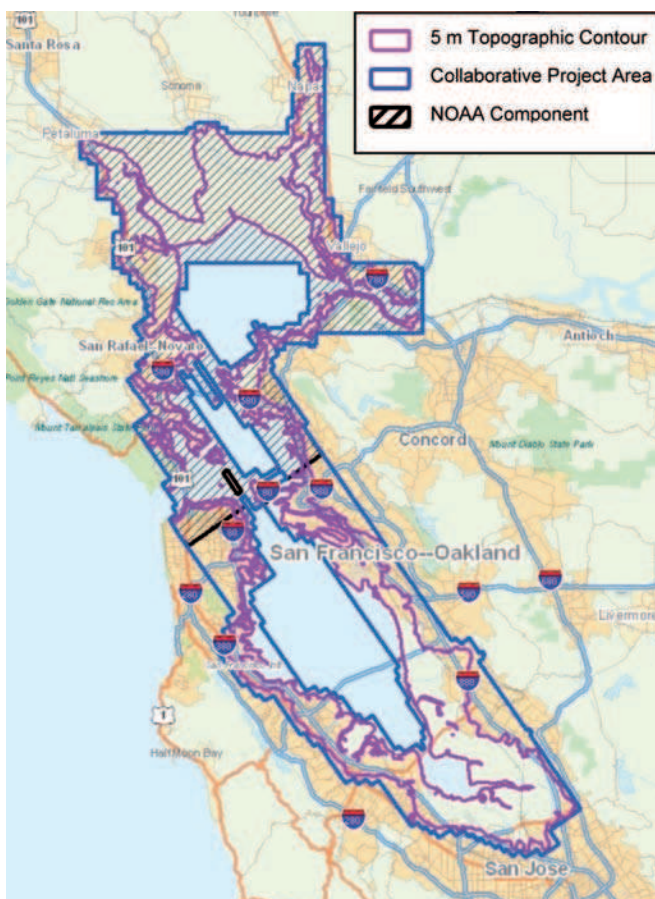 5 m Topographic Contour
Collaborative Project Area
NOAA Component
101
Santa Rosa
Sonoma
Napa
Petaluma
Fairfield Southwest
101
Vallejo
780
Golden Gate National Rec Area
Antioch
San Rafael--Novato
580
Point Reyes Natl Seashore
580
Mount Tamalpais State Park
Concord
Mount Diablo State Park
101
80
San Francisco--Oakland
280
580
680
Livermore
380
880
1
Half Moon Bay
280
San Jose